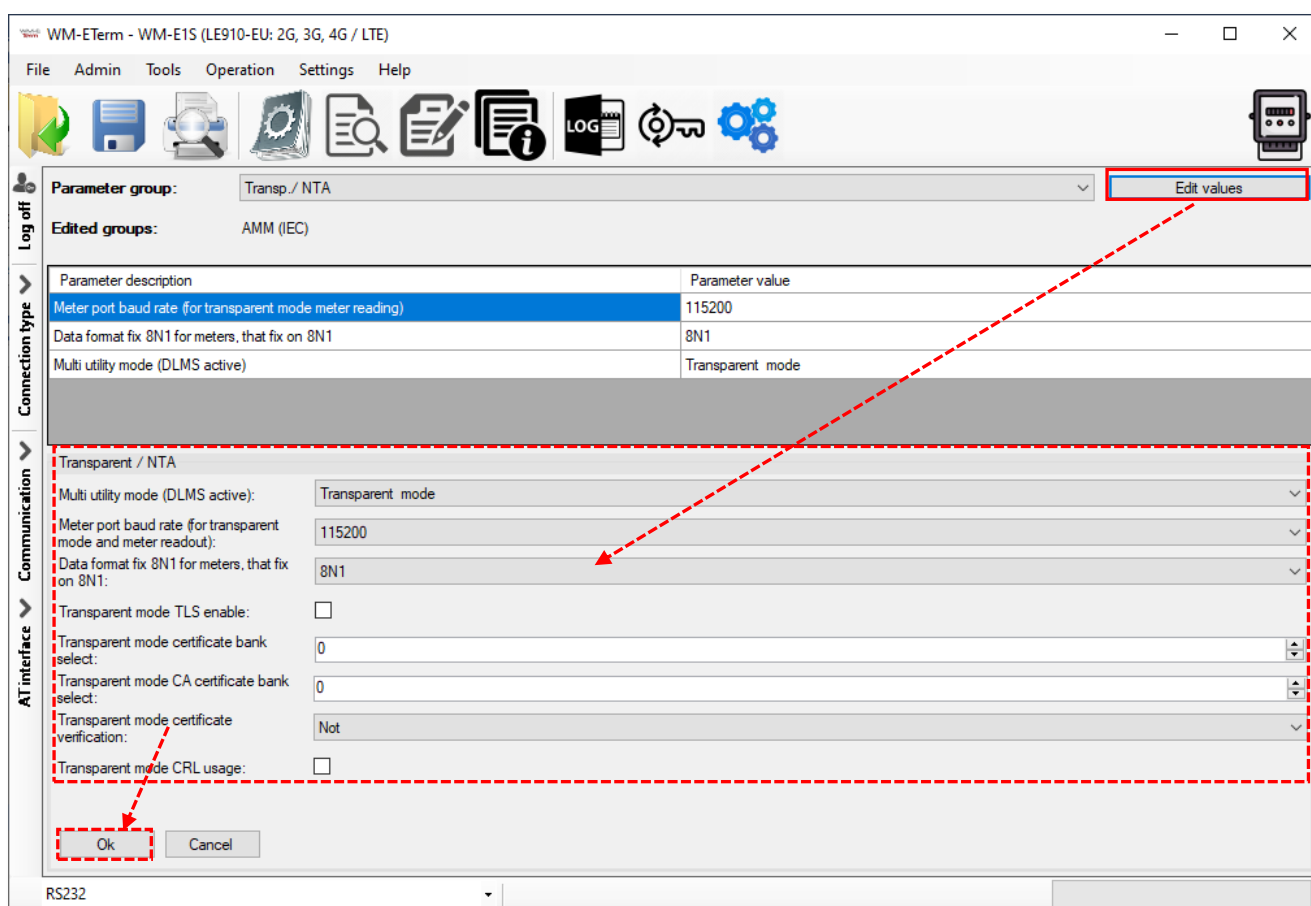 WM-ETerm - WM-E1S (LE910-EU: 2G, 3G, 4G / LTE)
File Admin Tools Operation Settings Help
LOG
Log off
Connection type
Communication
AT interface
Parameter group: Transp./ NTA Edit values
Edited groups: AMM (IEC)
Parameter description Parameter value
Meter port baud rate (for transparent mode meter reading) 115200
Data format fix 8N1 for meters, that fix on 8N1 8N1
Multi utility mode (DLMS active) Transparent mode
Transparent / NTA
Multi utility mode (DLMS active): Transparent mode
Meter port baud rate (for transparent
mode and meter readout): 115200
Data format fix 8N1 for meters, that fix
on 8N1: 8N1
Transparent mode TLS enable:
Transparent mode certificate bank
select: 0
Transparent mode CA certificate bank
select: 0
Transparent mode certificate
verification: Not
Transparent mode CRL usage:
Ok Cancel
RS232